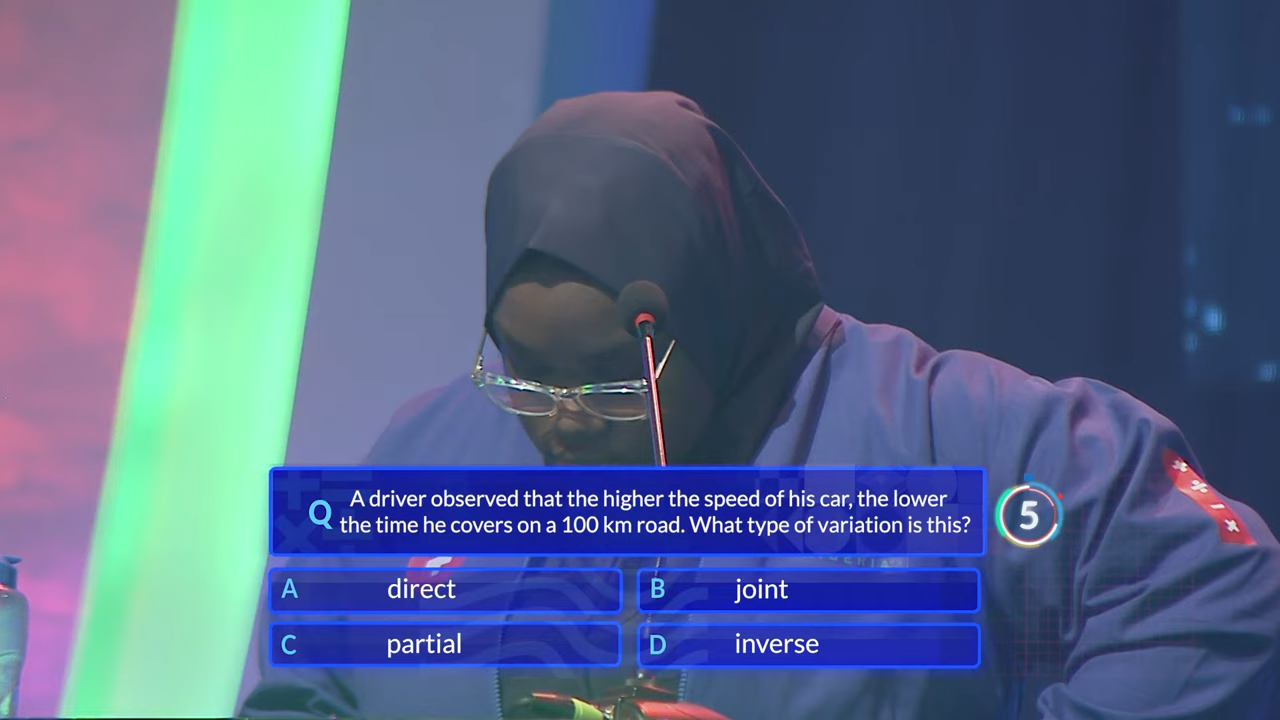 Q
A driver observed that the higher the speed of his car, the lower
the time he covers on a 100 km road. What type of variation is this?
5
A direct
B joint
C partial
D inverse